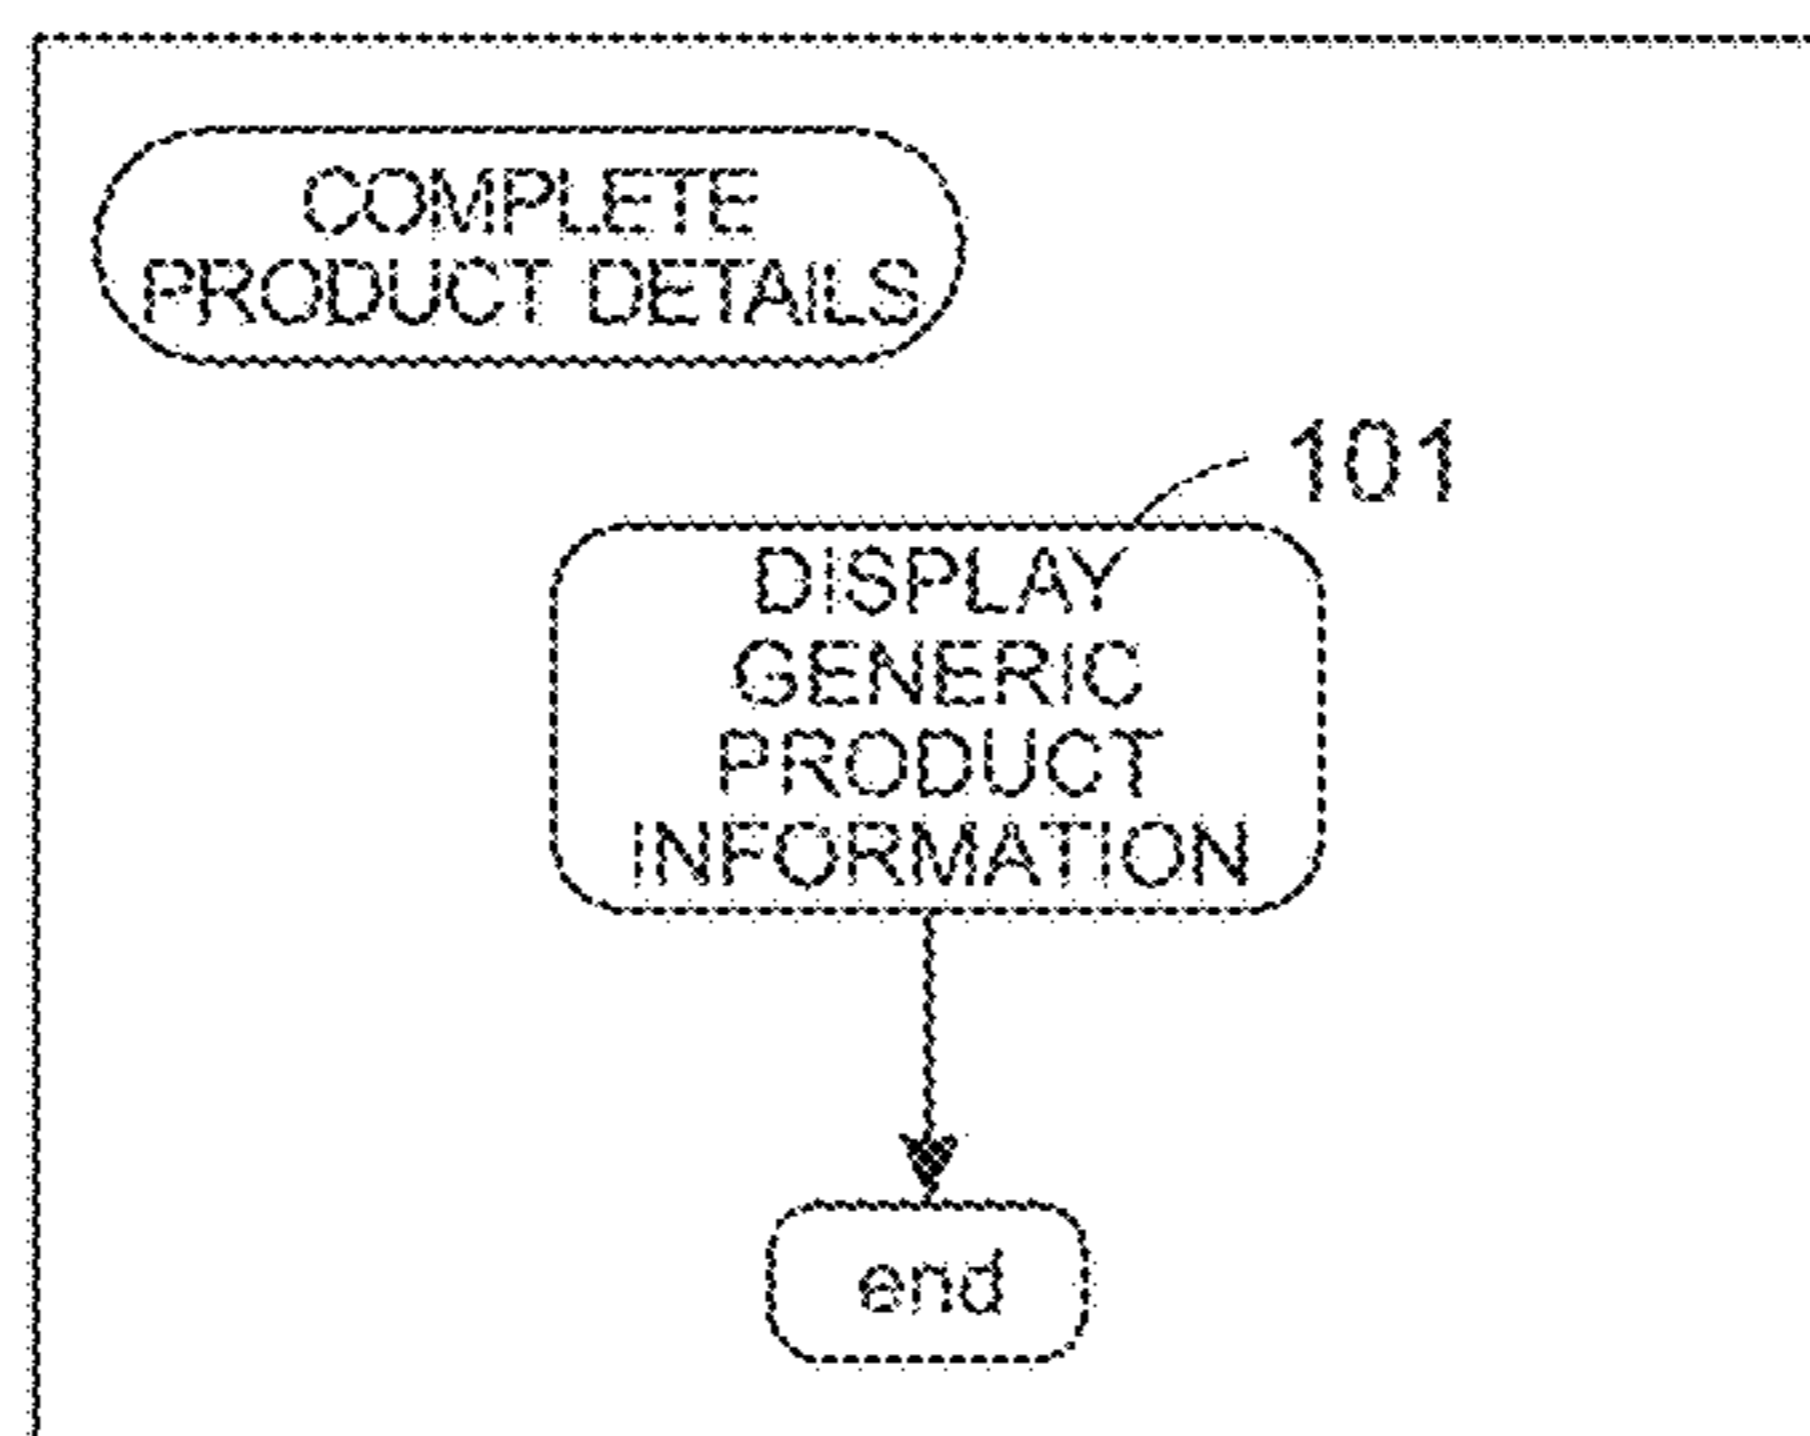 COMPLETE
PRODUCT DETAILS
101
DISPLAY
GENERIC
PRODUCT
INFORMATION
end